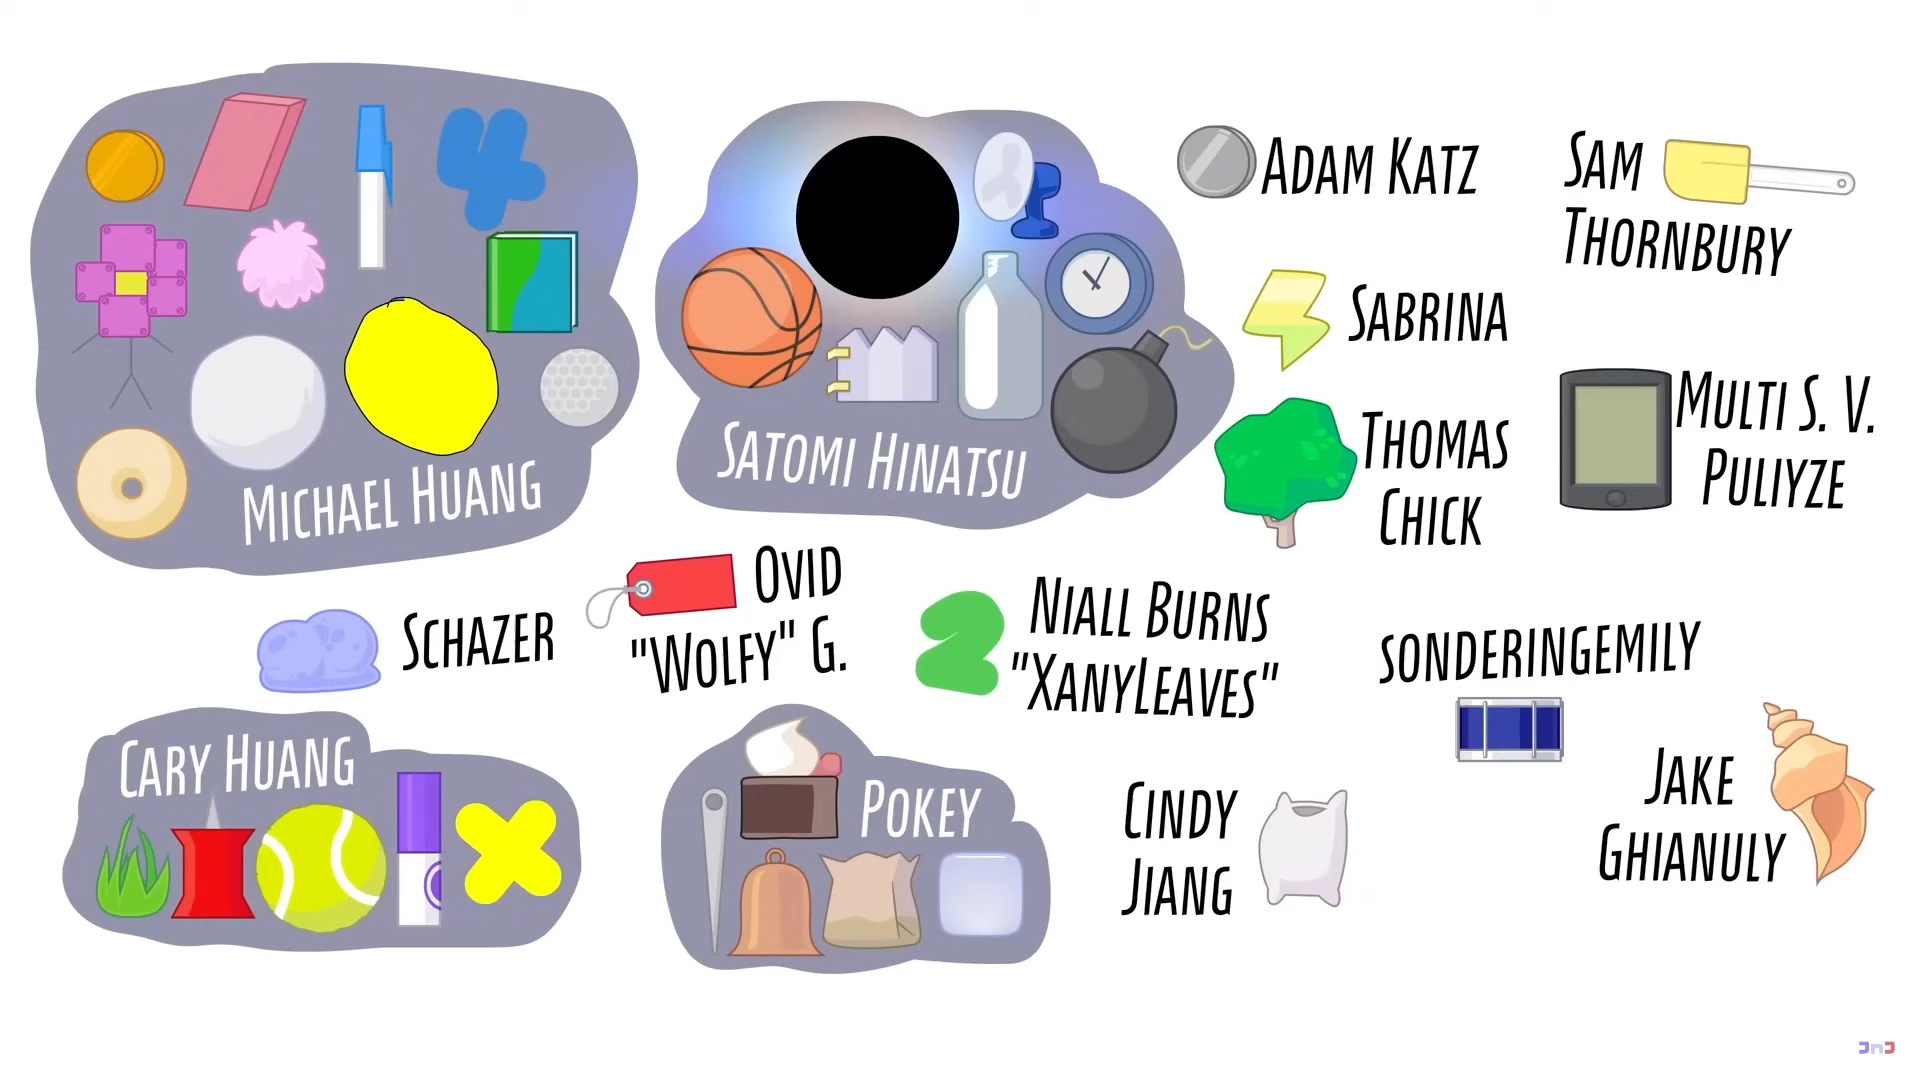 Michael Huang
Satomi Hinatsu
Adam Katz
Sam
Thornbury
Sabrina
Thomas
Chick
Multi S. V.
Puliyze
Schazer
Ovid
"Wolfy" G.
Niall Burns
"XanyLeaves"
sonderingemily
Cary Huang
Pokey
Cindy
Jiang
Jake
Ghianuly